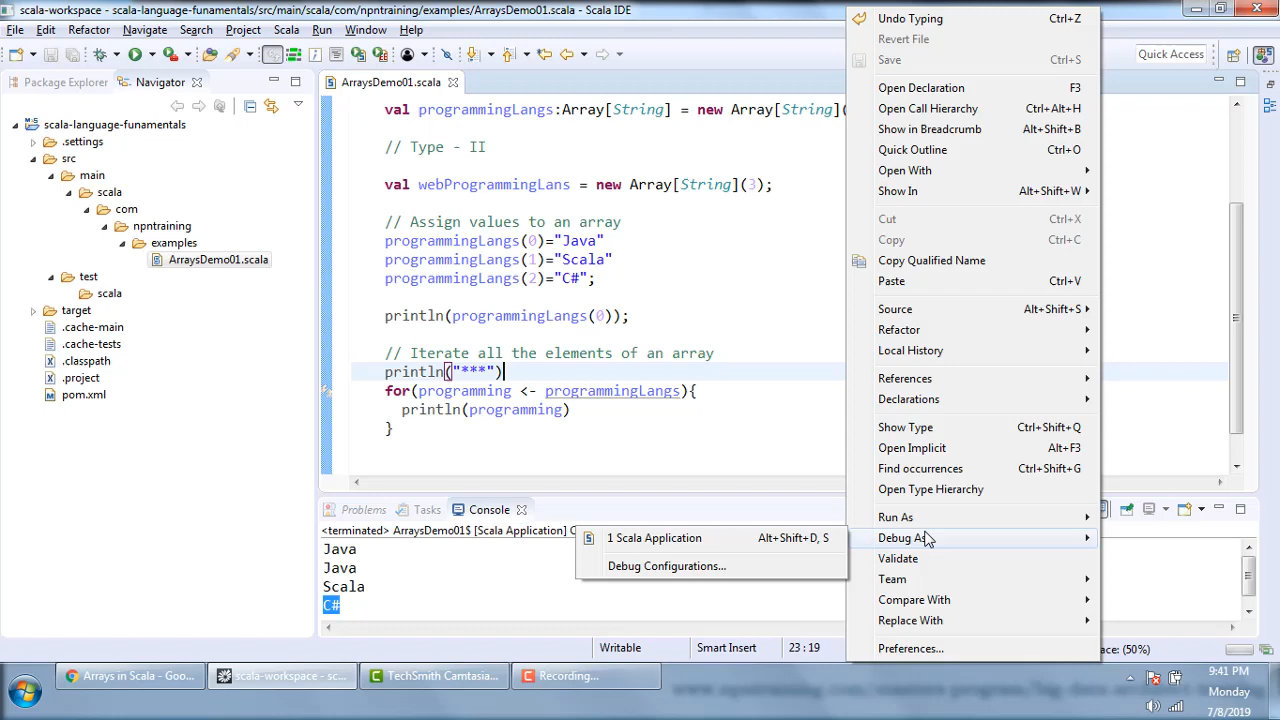 scala-workspace - scala-language-funamentals/src/main/scala/com/npntraining/examples/ArraysDemo01.scala - Scala IDE
File Edit Refactor Navigate Search Project Scala Run Window Help
Quick Access
Package Explorer
Navigator
scala-language-funamentals
.settings
src
main
scala
com
npntraining
examples
ArraysDemo01.scala
test
scala
target
.cache-main
.cache-tests
.classpath
.project
pom.xml
ArraysDemo01.scala
val programmingLangs:Array[String] = new Array[String](
// Type - II
val webProgrammingLans = new Array[String](3);
// Assign values to an array
programmingLangs(0)="Java"
programmingLangs(1)="Scala"
programmingLangs(2)="C#";
println(programmingLangs(0));
// Iterate all the elements of an array
println("***")
for(programming <- programmingLangs){
println(programming)
}
Problems Tasks Console
<terminated> ArraysDemo01$ [Scala Application] C
Java
Java
Scala
C#
Undo Typing Ctrl+Z
Revert File
Save Ctrl+S
Open Declaration F3
Open Call Hierarchy Ctrl+Alt+H
Show in Breadcrumb Alt+Shift+B
Quick Outline Ctrl+O
Open With
Show In Alt+Shift+W
Cut Ctrl+X
Copy Ctrl+C
Copy Qualified Name
Paste Ctrl+V
Source Alt+Shift+S
Refactor
Local History
References
Declarations
Show Type Ctrl+Shift+Q
Open Implicit Alt+F3
Find occurrences Ctrl+Shift+G
Open Type Hierarchy
Run As
Debug As
Validate
Team
Compare With
Replace With
Preferences...
1 Scala Application Alt+Shift+D, S
Debug Configurations...
Writable Smart Insert 23 : 19
ace: (50%)
Arrays in Scala - Goo...
scala-workspace - sc...
TechSmith Camtasia...
Recording...
9:41 PM
Monday
7/8/2019